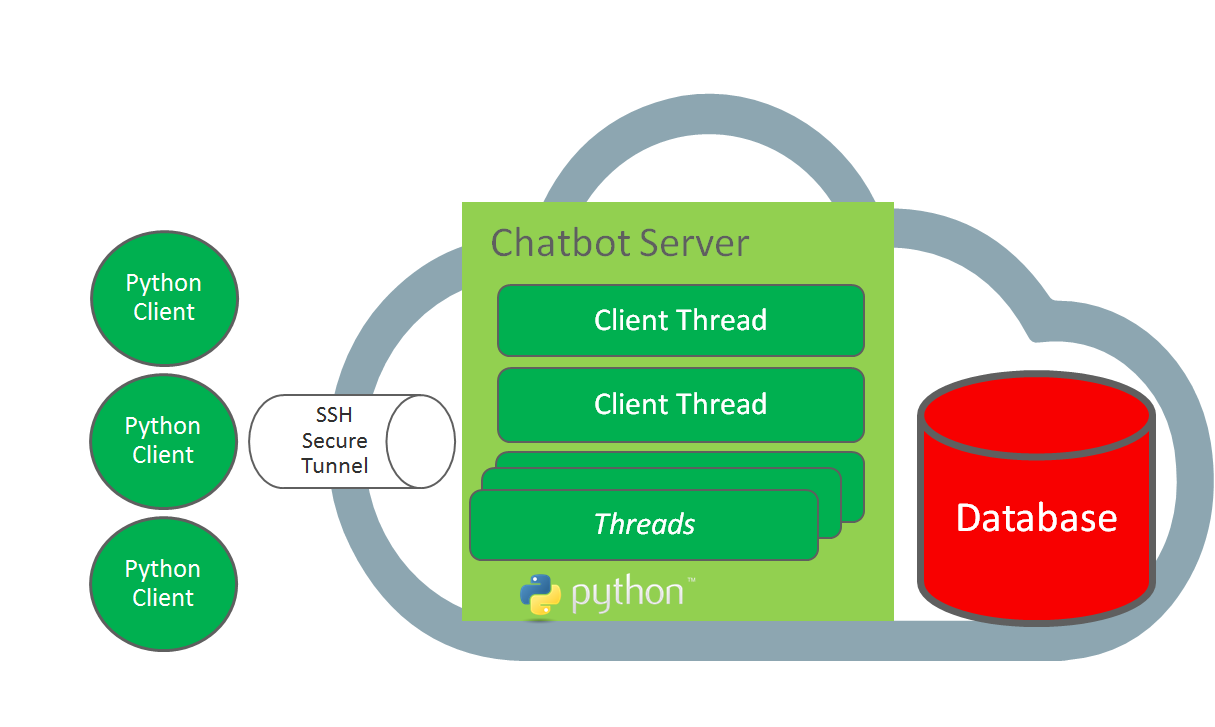 Chatbot Server
Python
Client
Client Thread
Python
Client
SSH
Secure
Tunnel
Client Thread
Python
Client
Threads
Database
python™